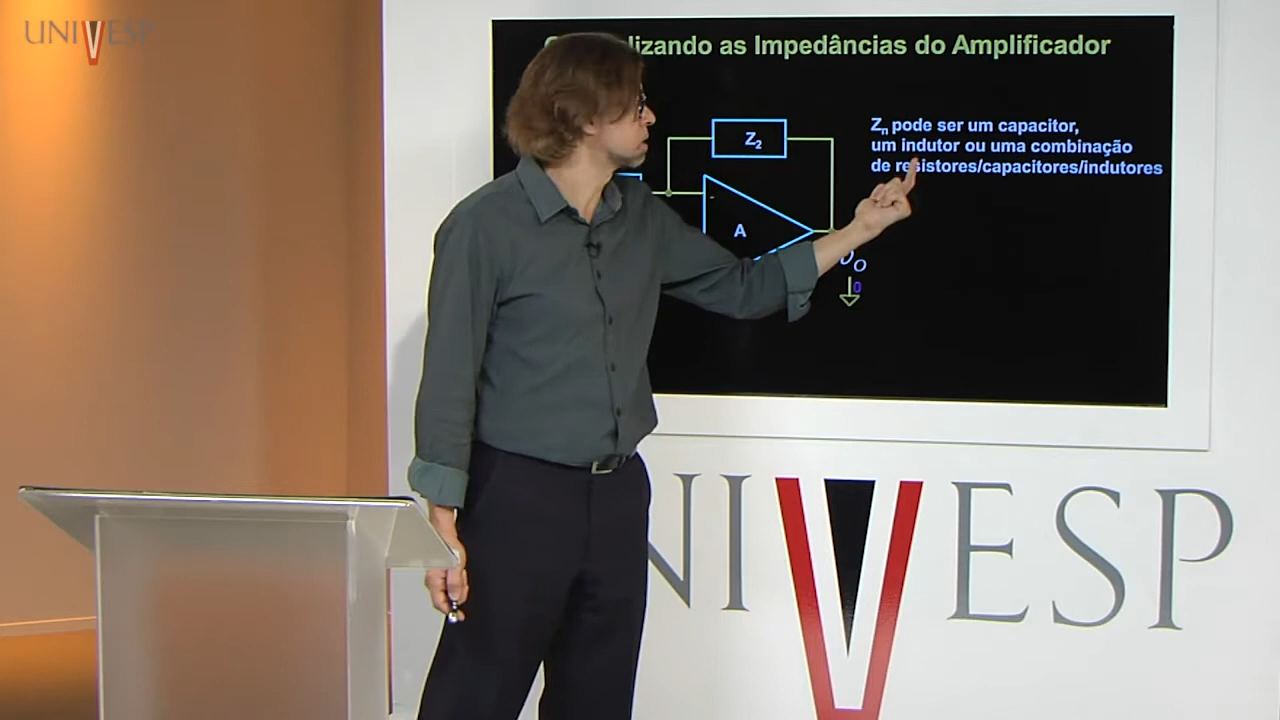 UNIVESP
lizando as Impedâncias do Amplificador
Z2
Zn pode ser um capacitor,
um indutor ou uma combinação
de resistores/capacitores/indutores
-
A
O
0
NIVESP